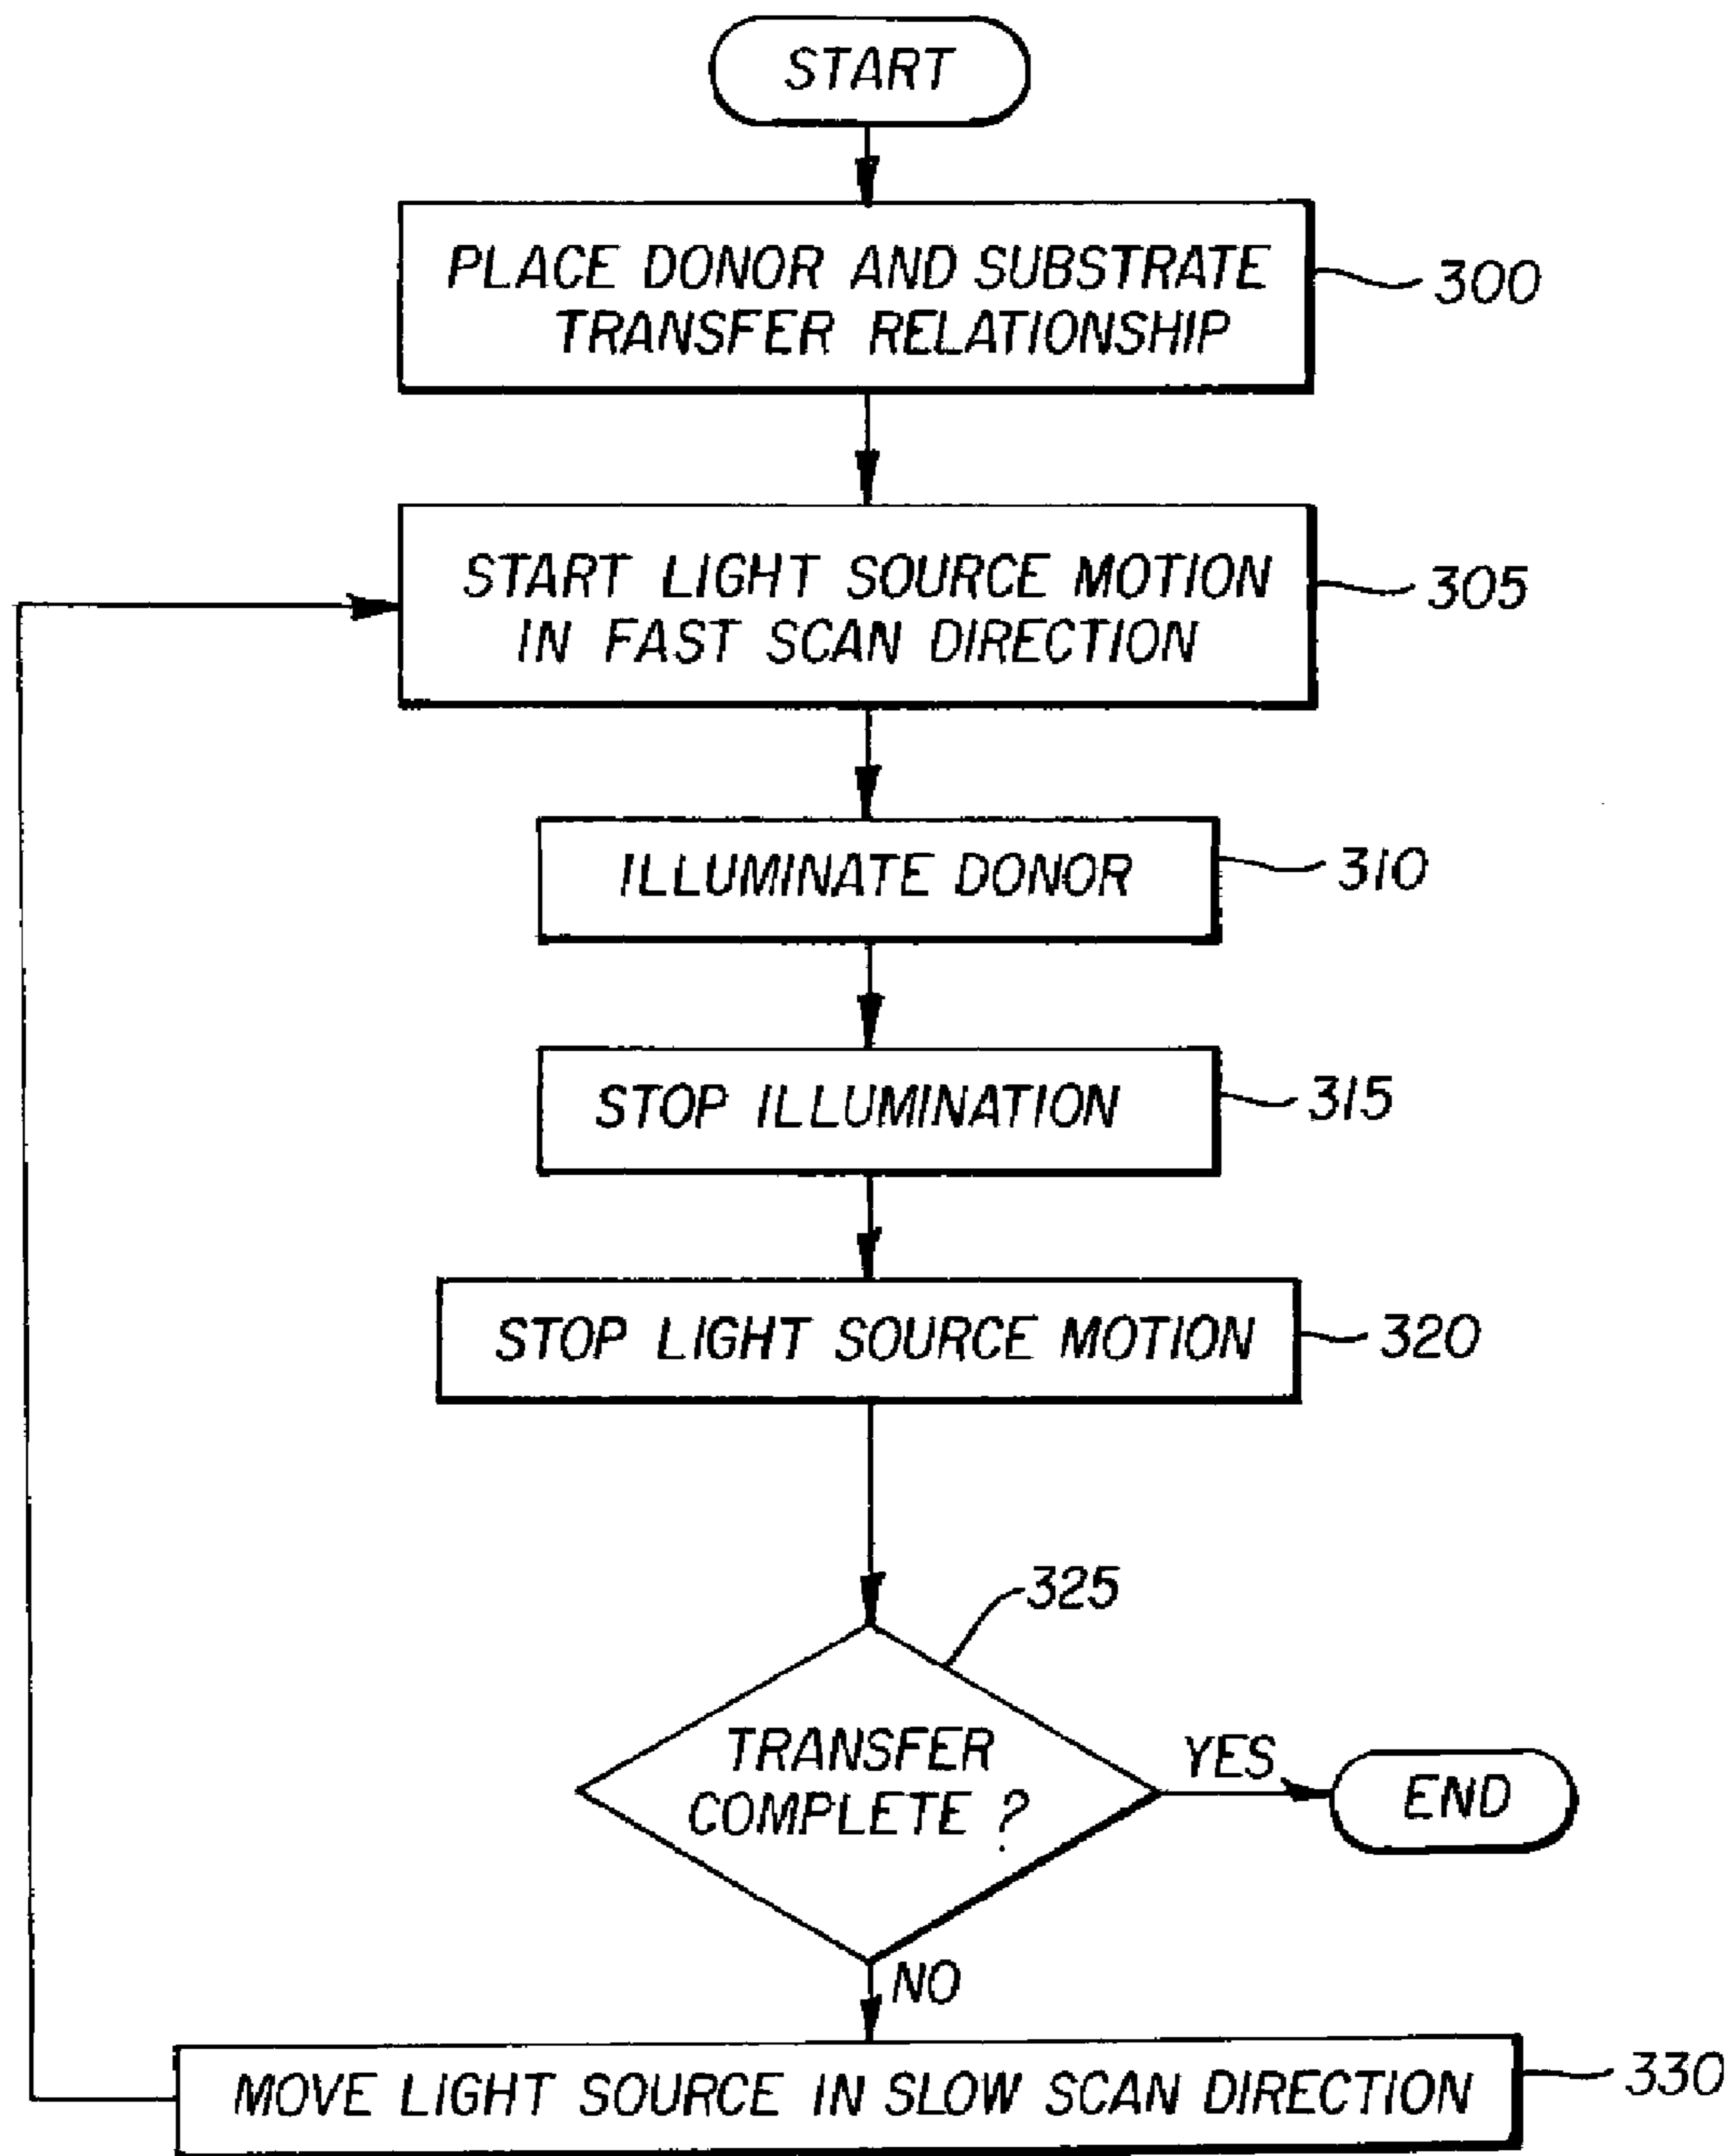 START
PLACE DONOR AND SUBSTRATE
TRANSFER RELATIONSHIP
300
START LIGHT SOURCE MOTION
IN FAST SCAN DIRECTION
305
ILLUMINATE DONOR
310
STOP ILLUMINATION
315
STOP LIGHT SOURCE MOTION
320
325
TRANSFER
COMPLETE ?
YES
END
NO
MOVE LIGHT SOURCE IN SLOW SCAN DIRECTION
330